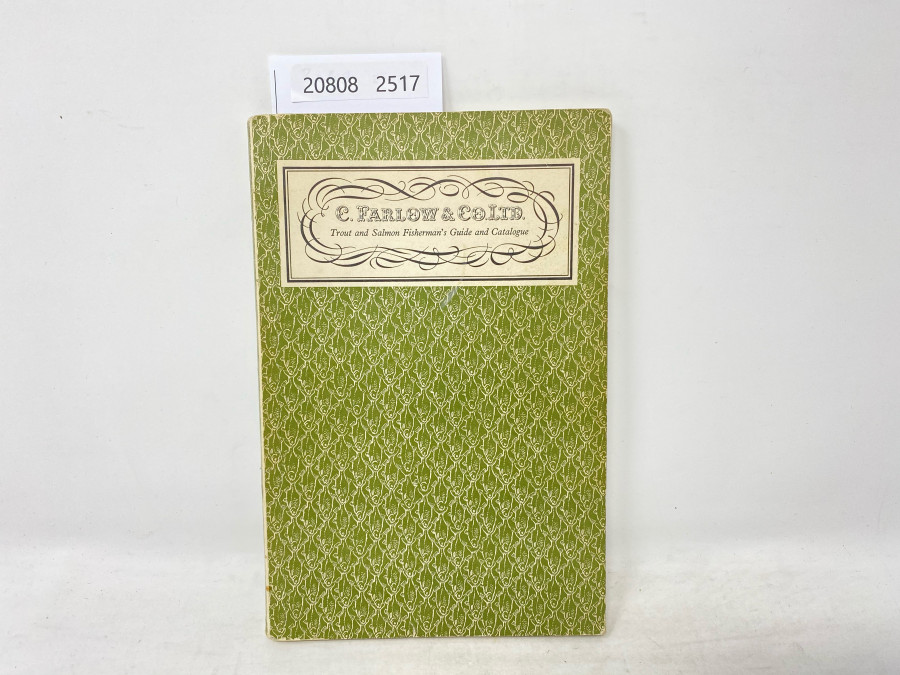 20808 2517
C. FARLOW & CO. LTD.
Trout and Salmon Fisherman's Guide and Catalogue